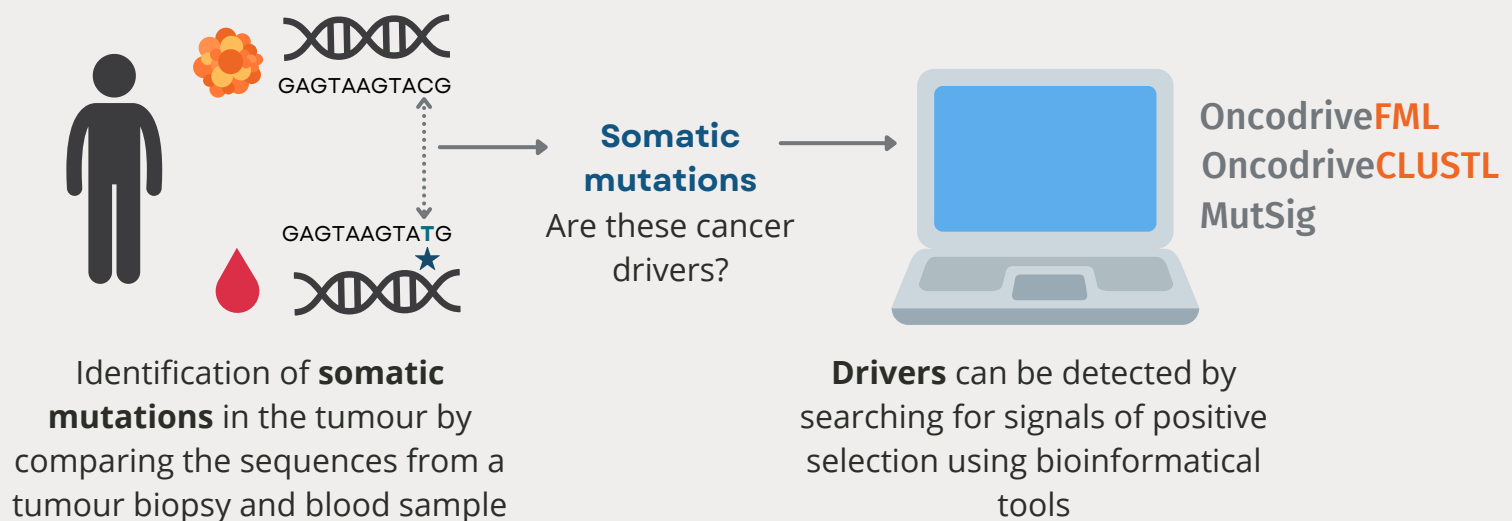 GAGTAAGTACG
GAGTAAGTATG
Somatic
mutations
Are these cancer
drivers?
OncodriveFML
OncodriveCLUSTL
MutSig
Identification of somatic
mutations in the tumour by
comparing the sequences from a
tumour biopsy and blood sample
Drivers can be detected by
searching for signals of positive
selection using bioinformatical
tools